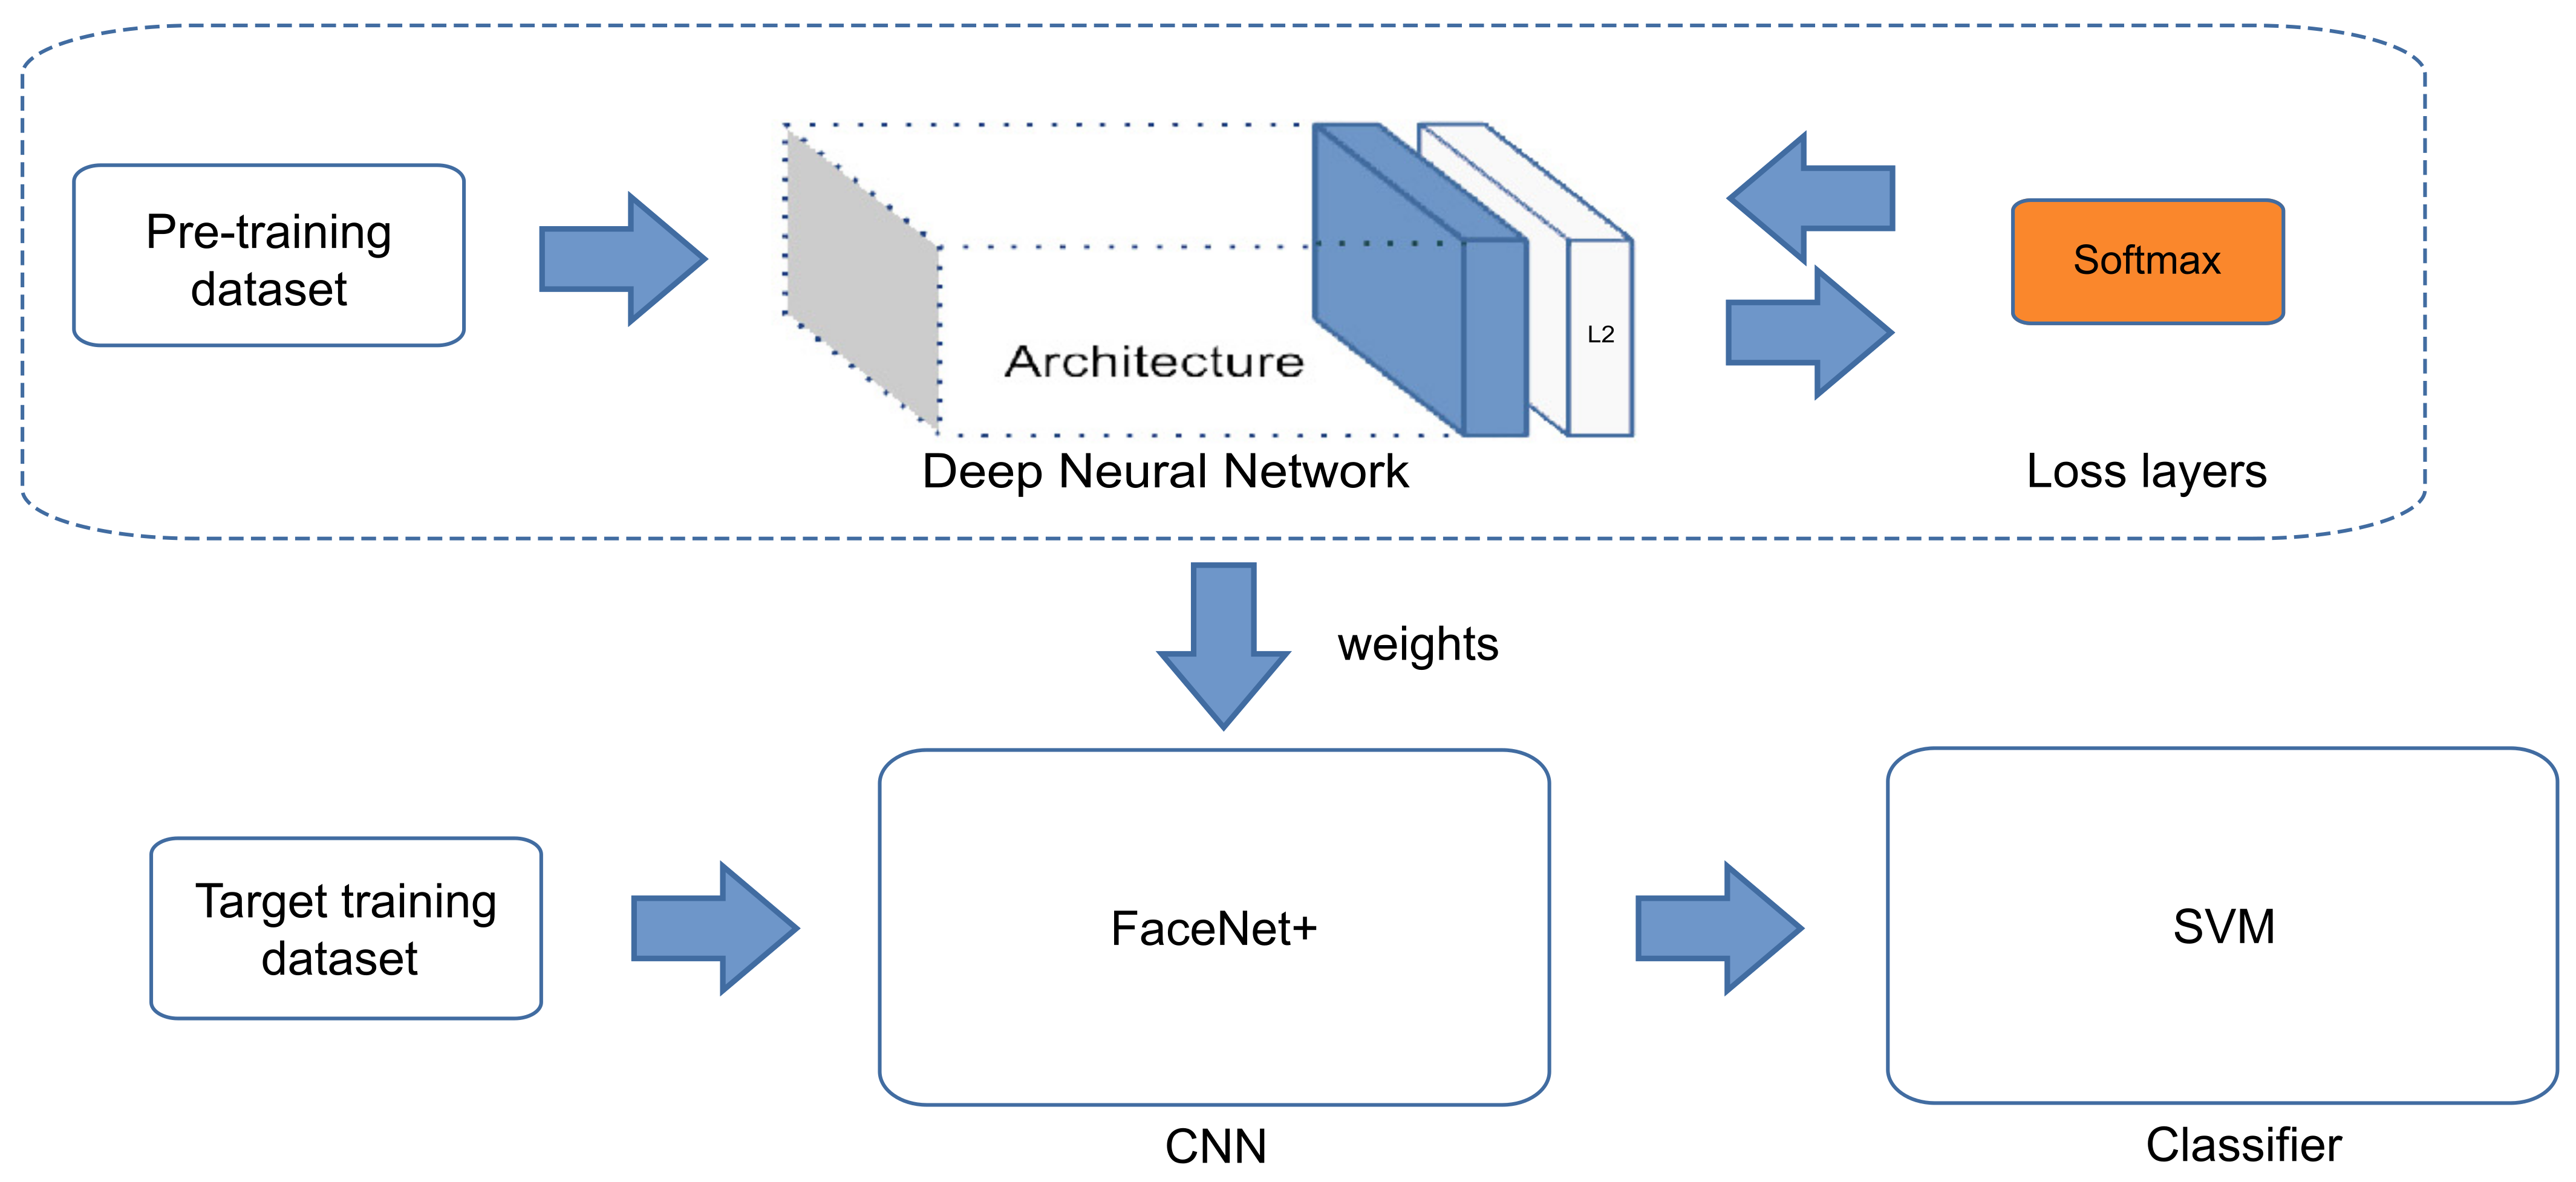 Pre-training
dataset
Architecture
L2
Deep Neural Network
Softmax
Loss layers
weights
Target training
dataset
FaceNet+
CNN
SVM
Classifier